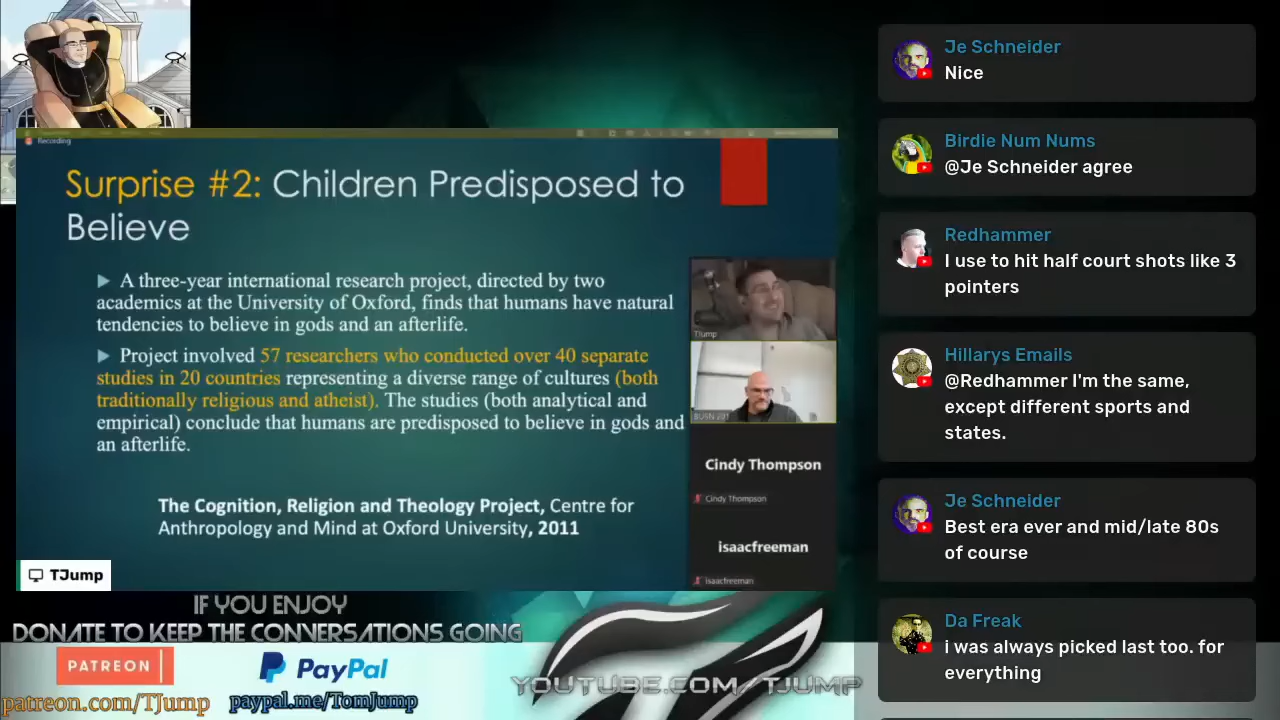 Recording
Surprise #2: Children Predisposed to
Believe
A three-year international research project, directed by two
academics at the University of Oxford, finds that humans have natural
tendencies to believe in gods and an afterlife.
Project involved 57 researchers who conducted over 40 separate
studies in 20 countries representing a diverse range of cultures (both
traditionally religious and atheist). The studies (both analytical and
empirical) conclude that humans are predisposed to believe in gods and
an afterlife.
The Cognition, Religion and Theology Project, Centre for
Anthropology and Mind at Oxford University, 2011
TJump
BUSN 201
Cindy Thompson
Cindy Thompson
isaacfreeman
isaacfreeman
TJump
IF YOU ENJOY
DONATE TO KEEP THE CONVERSATIONS GOING
PATREON
patreon.com/TJump
PayPal
paypal.me/TomJump
YOUTUBE.COM/TJUMP
Je Schneider
Nice
Birdie Num Nums
@Je Schneider agree
Redhammer
I use to hit half court shots like 3
pointers
Hillarys Emails
@Redhammer I'm the same,
except different sports and
states.
Je Schneider
Best era ever and mid/late 80s
of course
Da Freak
i was always picked last too. for
everything